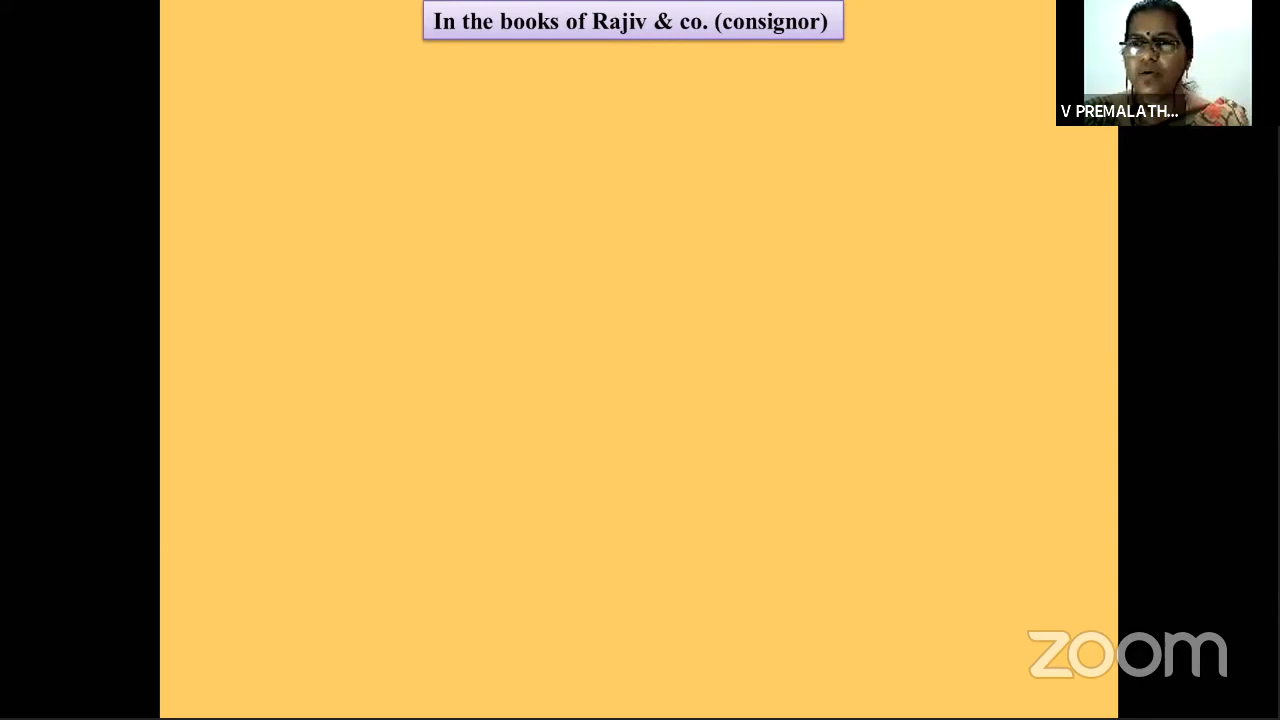 In the books of Rajiv & co. (consignor)
V PREMALATH...
zoom